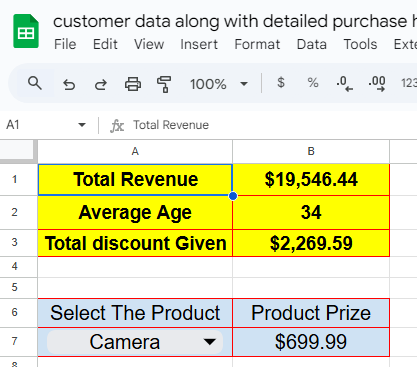 customer data along with detailed purchase h
File Edit View Insert Format Data Tools Exte
100% $ % .0 .00 123
A1 fx Total Revenue
A B
1 Total Revenue $19,546.44
2 Average Age 34
3 Total discount Given $2,269.59
4
5
6 Select The Product Product Prize
7 Camera $699.99
8